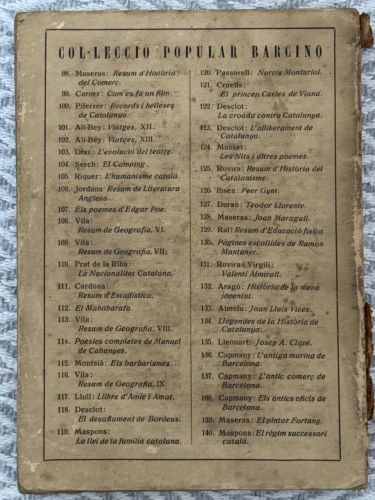 COL·LECCIÓ POPULAR BARCINO
98. Maseras: Resum d'Història
del Comerç.
99. Carner: Com es fa un film.
100. Piferrer: Records i belleses
de Catalunya
101. Ali-Bey: Viatges, XII.
102. Ali-Bey: Viatges, XIII.
103. Díaz: L'evolució del teatre.
104. Serch: El Camping.
105. Riquer: L'humanisme català.
106. Jordana: Resum de Literatura
Anglesa.
107. Els poemes d'Edgar Poe.
108. Vila:
Resum de Geografia, VI.
109. Vila:
Resum de Geografia, VII.
110. Prat de la Riba:
La Nacionalitat Catalana.
111. Cardona:
Resum d'Estadística.
112. El Mahabarata.
113. Vila:
Resum de Geografia, VIII.
114. Poesies completes de Manuel
de Cabanyes.
115. Montsià: Els barbarismes.
116. Vila:
Resum de Geografia, IX
117. Llull: Llibre d'Amic i Amat.
118. Desclot:
El desafiament de Bordeus.
119. Maspons:
La llei de la família catalana.
120. Passarell: Narcís Monturiol.
121. Cruells:
El príncep Carles de Viana.
122. Desclot:
La croada contra Catalunya.
123. Desclot: L'alliberament de
Catalunya.
124. Musset:
Les Nits i altres poemes.
125. Rovira: Resum d'Història del
Catalanisme.
126. Ibsen: Peer Gynt.
127. Duran: Teodor Llorente.
128. Maseras: Joan Maragall.
129. Ral: Resum d'Educació física
130. Pàgines escollides de Ramon
Muntaner.
131. Rovira i Virgili:
Valentí Almirall.
132. Aragó: Història de la meva
joventut.
133. Almela: Joan Lluís Vives.
134. Llegendes de la Història de
Catalunya.
135. Lleonart: Josep A. Clavé.
136. Capmany: L'antiga marina de
Barcelona.
137. Capmany: L'antic comerç de
Barcelona.
168. Capmany: Els antics oficis de
Barcelona.
139. Maseras: El pintor Fortuny.
140. Maspons: El règim successori
català.